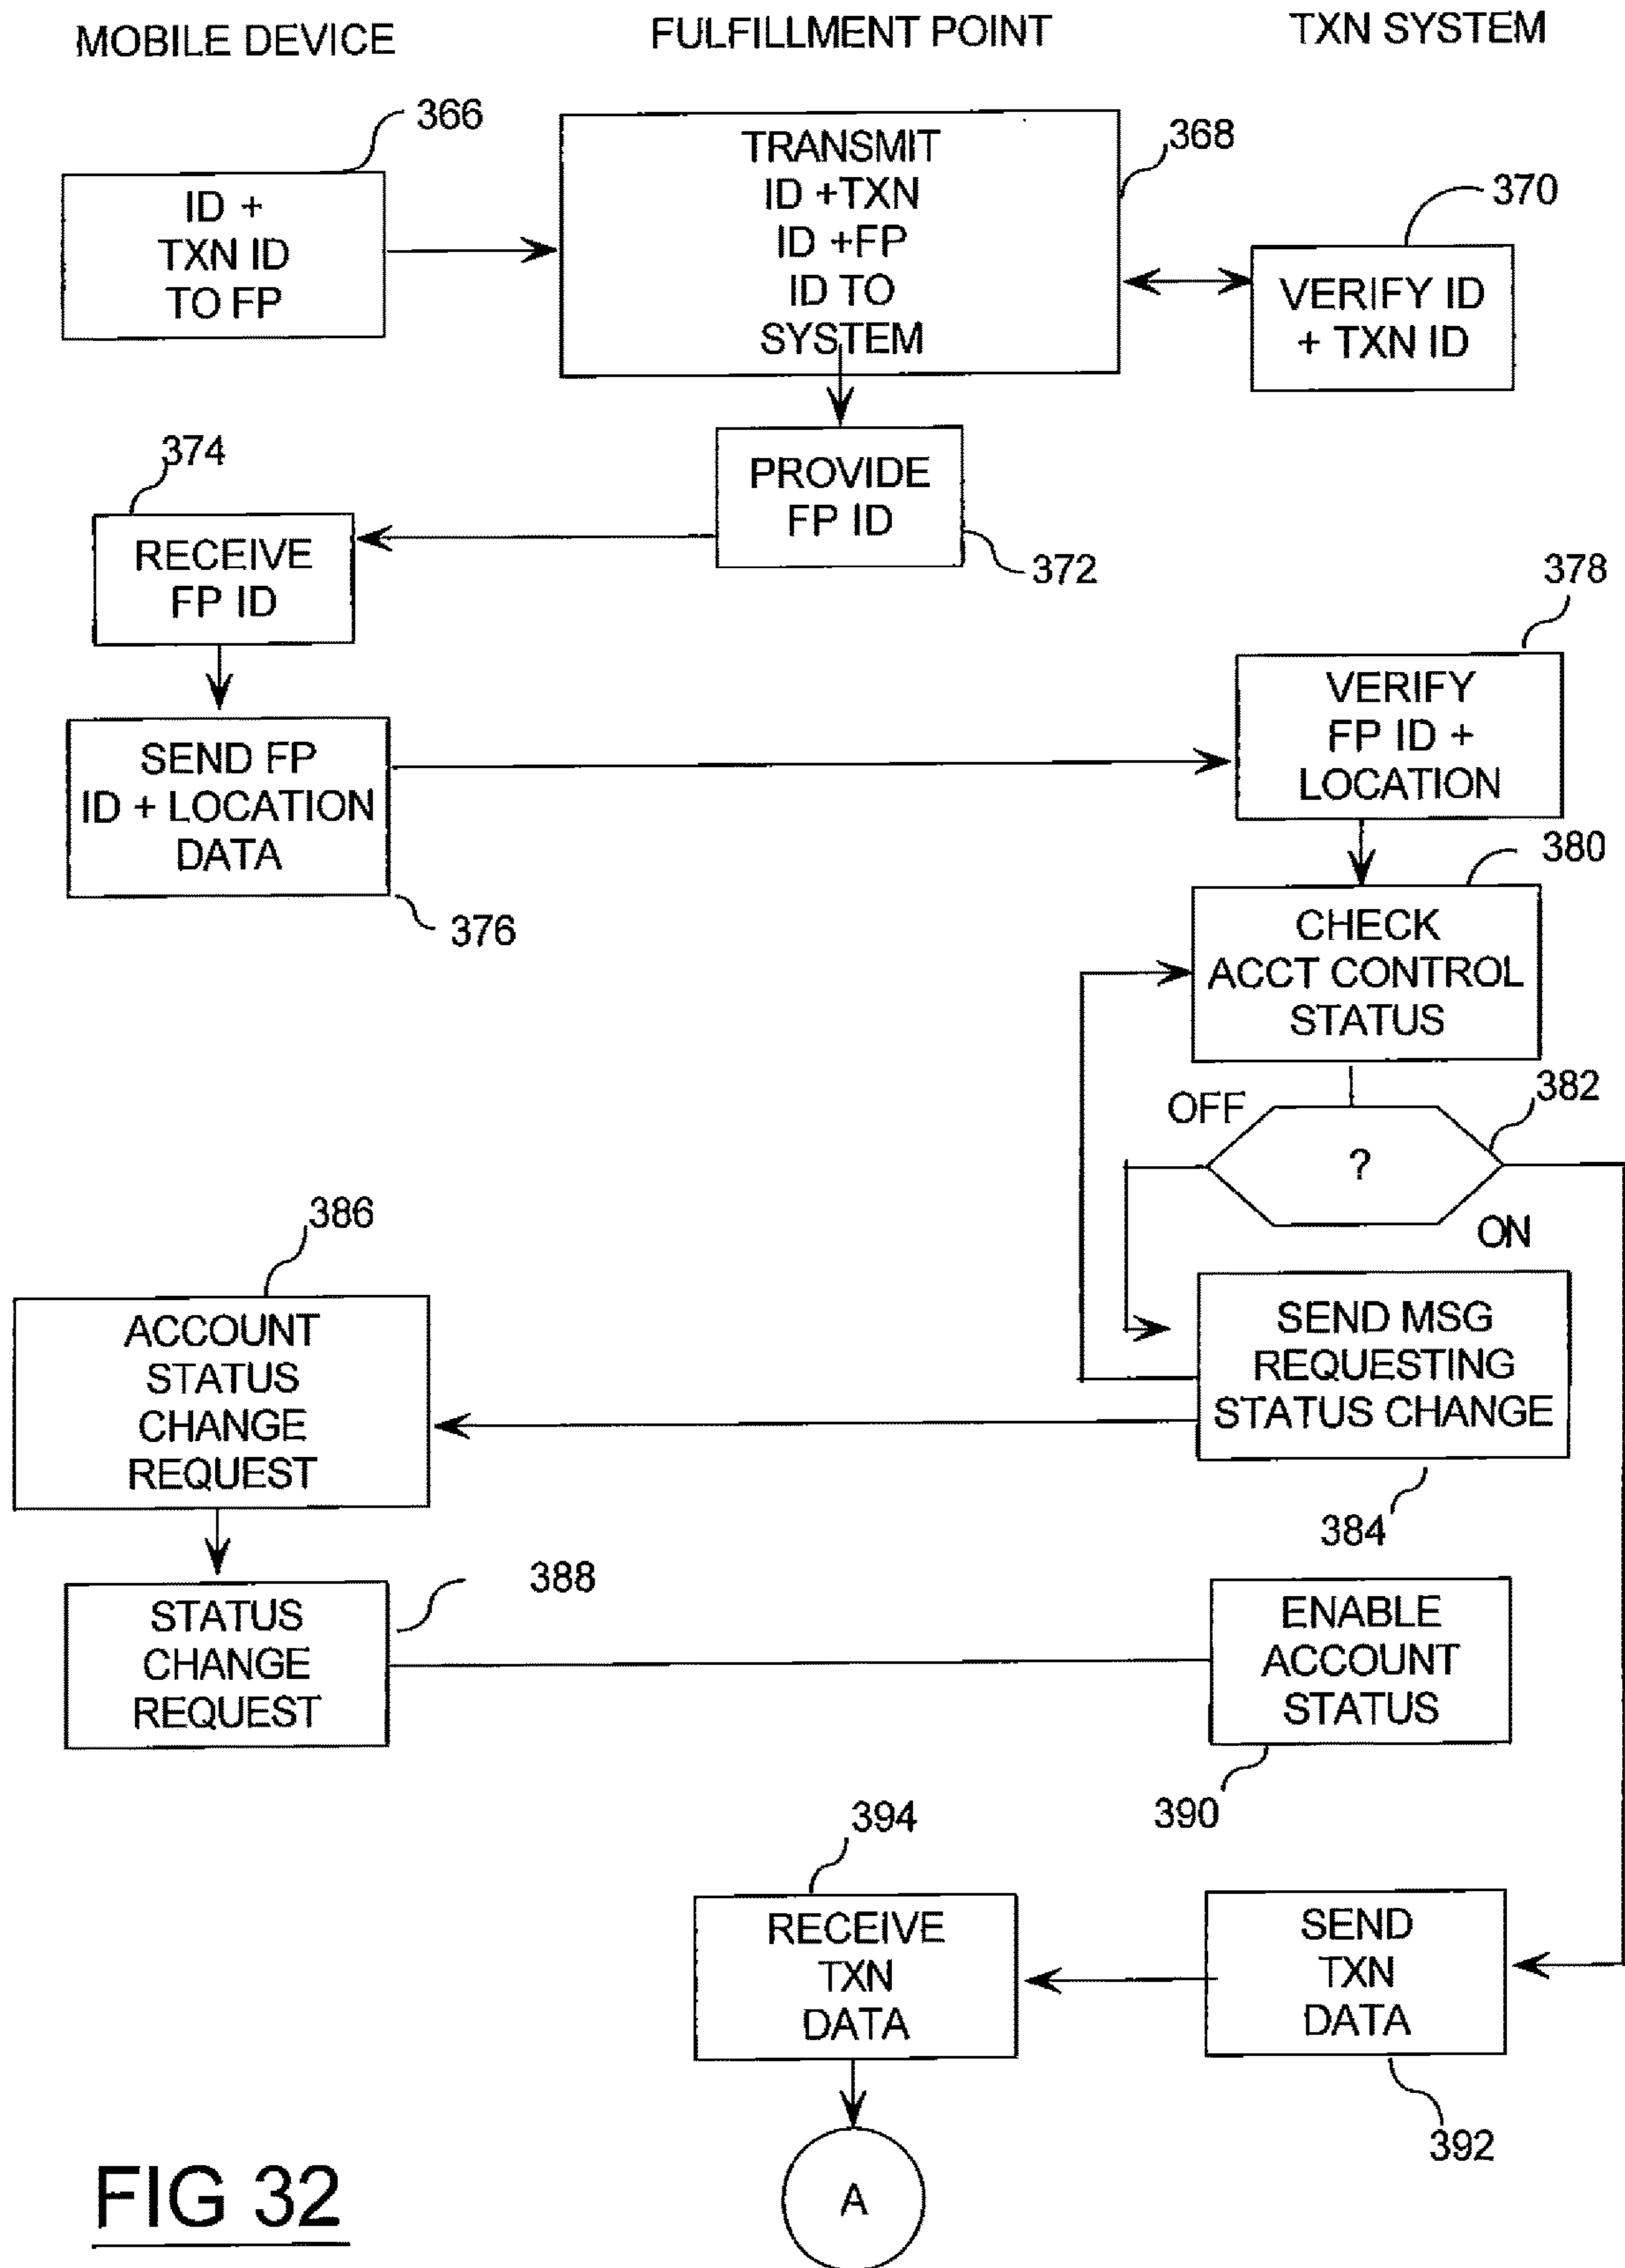 MOBILE DEVICE
FULFILLMENT POINT
TXN SYSTEM
366
ID +
TXN ID
TO FP
368
TRANSMIT
ID +TXN
ID +FP
ID TO
SYSTEM
370
VERIFY ID
+ TXN ID
372
PROVIDE
FP ID
374
RECEIVE
FP ID
376
SEND FP
ID + LOCATION
DATA
378
VERIFY
FP ID +
LOCATION
380
CHECK
ACCT CONTROL
STATUS
382
OFF
?
ON
384
SEND MSG
REQUESTING
STATUS CHANGE
386
ACCOUNT
STATUS
CHANGE
REQUEST
388
STATUS
CHANGE
REQUEST
390
ENABLE
ACCOUNT
STATUS
392
SEND
TXN
DATA
394
RECEIVE
TXN
DATA
A
FIG 32